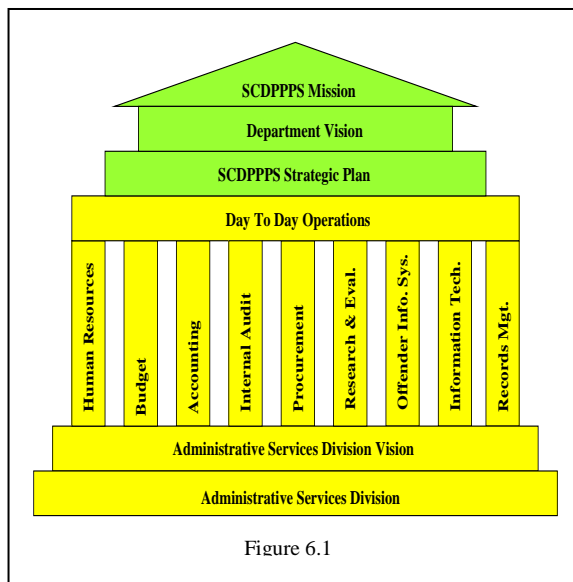 SCDPPPS Mission
Department Vision
SCDPPPS Strategic Plan
Day To Day Operations
Human Resources
Budget
Accounting
Internal Audit
Procurement
Research & Eval.
Offender Info. Sys.
Information Tech.
Records Mgt.
Administrative Services Division Vision
Administrative Services Division
Figure 6.1